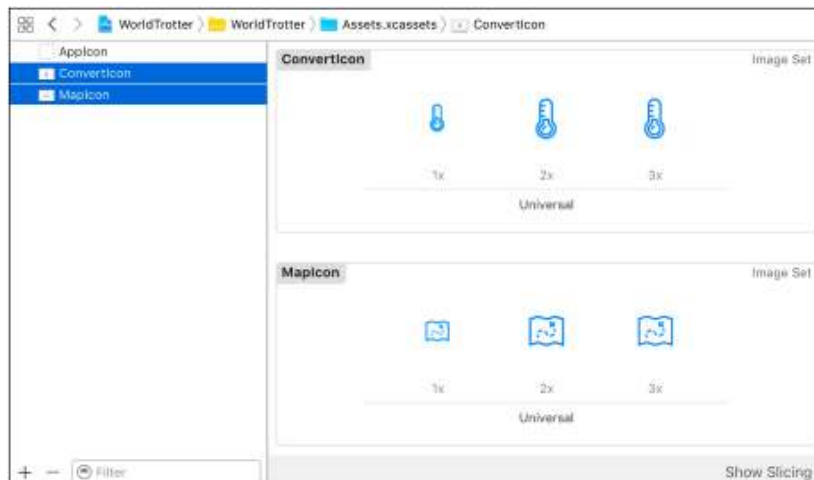 WorldTrotter WorldTrotter Assets.xcassets ConvertIcon
AppIcon
ConvertIcon
MapIcon
ConvertIcon Image Set
1x 2x 3x
Universal
MapIcon Image Set
1x 2x 3x
Universal
Filter
Show Slicing